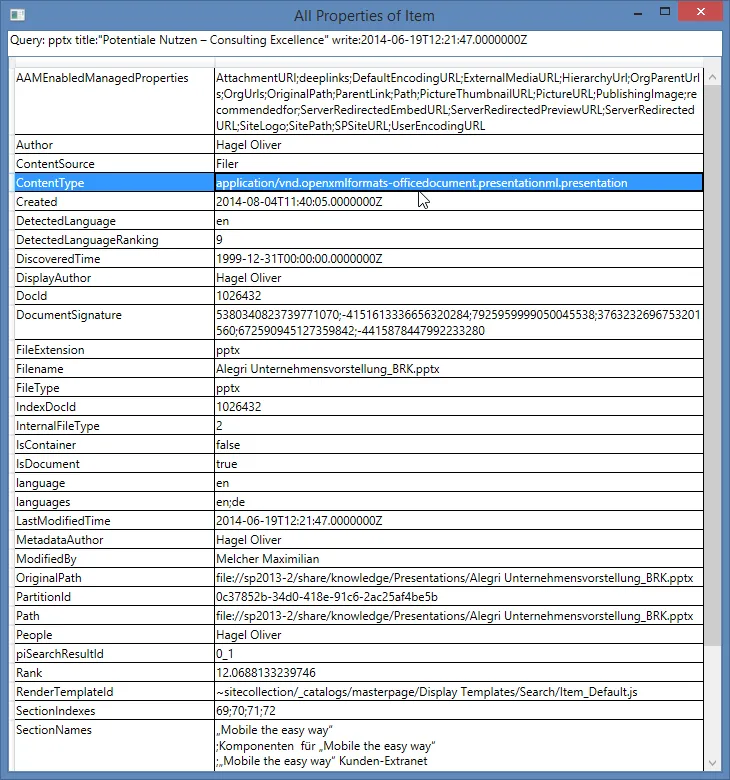 All Properties of Item
Query: pptx title:"Potentiale Nutzen – Consulting Excellence" write:2014-06-19T12:21:47.0000000Z
AAMEnabledManagedProperties AttachmentURI;deeplinks;DefaultEncodingURL;ExternalMediaURL;HierarchyUrl;OrgParentUrl
s;OrgUrls;OriginalPath;ParentLink;Path;PictureThumbnailURL;PictureURL;PublishingImage;re
commendedfor;ServerRedirectedEmbedURL;ServerRedirectedPreviewURL;ServerRedirected
URL;SiteLogo;SitePath;SPSiteURL;UserEncodingURL
Author Hagel Oliver
ContentSource Filer
ContentType application/vnd.openxmlformats-officedocument.presentationml.presentation
Created 2014-08-04T11:40:05.0000000Z
DetectedLanguage en
DetectedLanguageRanking 9
DiscoveredTime 1999-12-31T00:00:00.0000000Z
DisplayAuthor Hagel Oliver
DocId 1026432
DocumentSignature 5380340823739771070;-4151613336656320284;7925959999050045538;3763232696753201
560;672590945127359842;-4415878447992233280
FileExtension pptx
Filename Alegri Unternehmensvorstellung_BRK.pptx
FileType pptx
IndexDocId 1026432
InternalFileType 2
IsContainer false
IsDocument true
language en
languages en;de
LastModifiedTime 2014-06-19T12:21:47.0000000Z
MetadataAuthor Hagel Oliver
ModifiedBy Melcher Maximilian
OriginalPath file://sp2013-2/share/knowledge/Presentations/Alegri Unternehmensvorstellung_BRK.pptx
PartitionId 0c37852b-34d0-418e-91c6-2ac25af4be5b
Path file://sp2013-2/share/knowledge/Presentations/Alegri Unternehmensvorstellung_BRK.pptx
People Hagel Oliver
piSearchResultId 0_1
Rank 12.0688133239746
RenderTemplateId ~sitecollection/_catalogs/masterpage/Display Templates/Search/Item_Default.js
SectionIndexes 69;70;71;72
SectionNames „Mobile the easy way“
;Komponenten  für „Mobile the easy way“
;„Mobile the easy way“ Kunden-Extranet